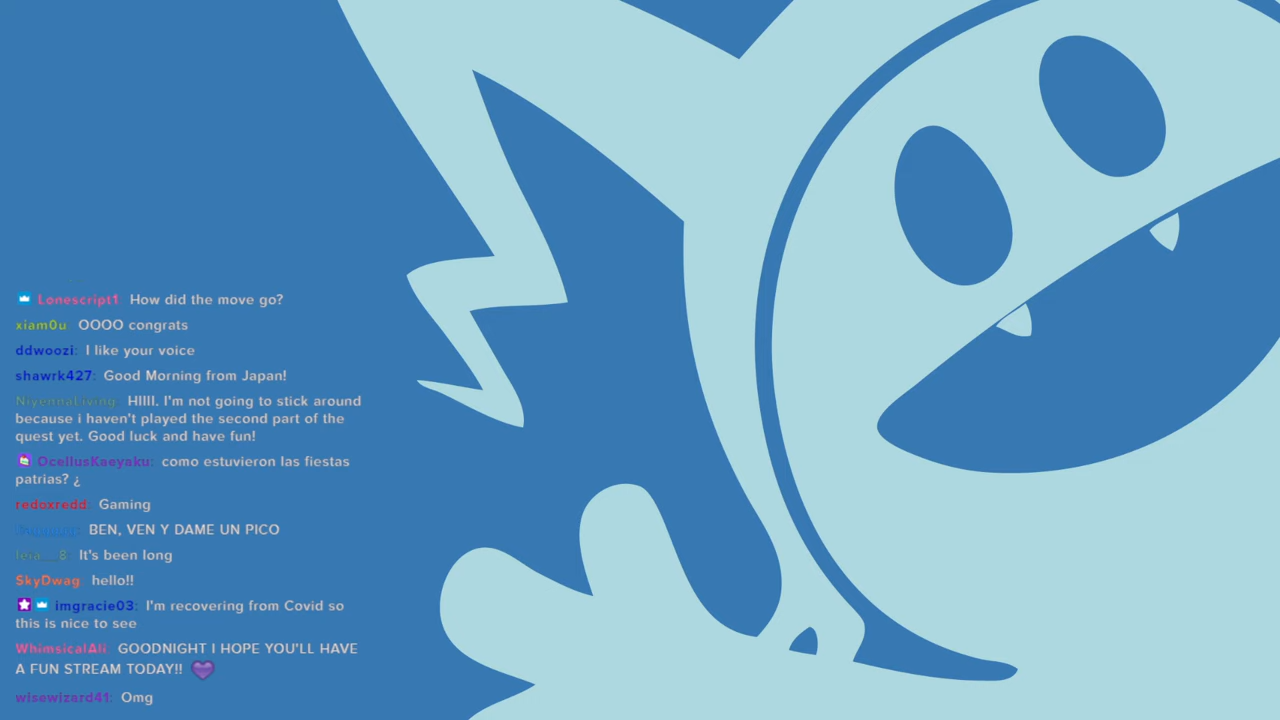 Lonescript1 How did the move go?
xiam0u OOOO congrats
ddwoozi: I like your voice
shawrk427: Good Morning from Japan!
HIIII. I'm not going to stick around
because i haven't played the second part of the
quest yet. Good luck and have fun!
OcellusKaeyaku: como estuvieron las fiestas
patrias? ¿
redoxredd: Gaming
BEN, VEN Y DAME UN PICO
It's been long
SkyDwag hello!!
imgracie03: I'm recovering from Covid so
this is nice to see
WhimsicalAli: GOODNIGHT I HOPE YOU'LL HAVE
A FUN STREAM TODAY!!
wisewizard41: Omg